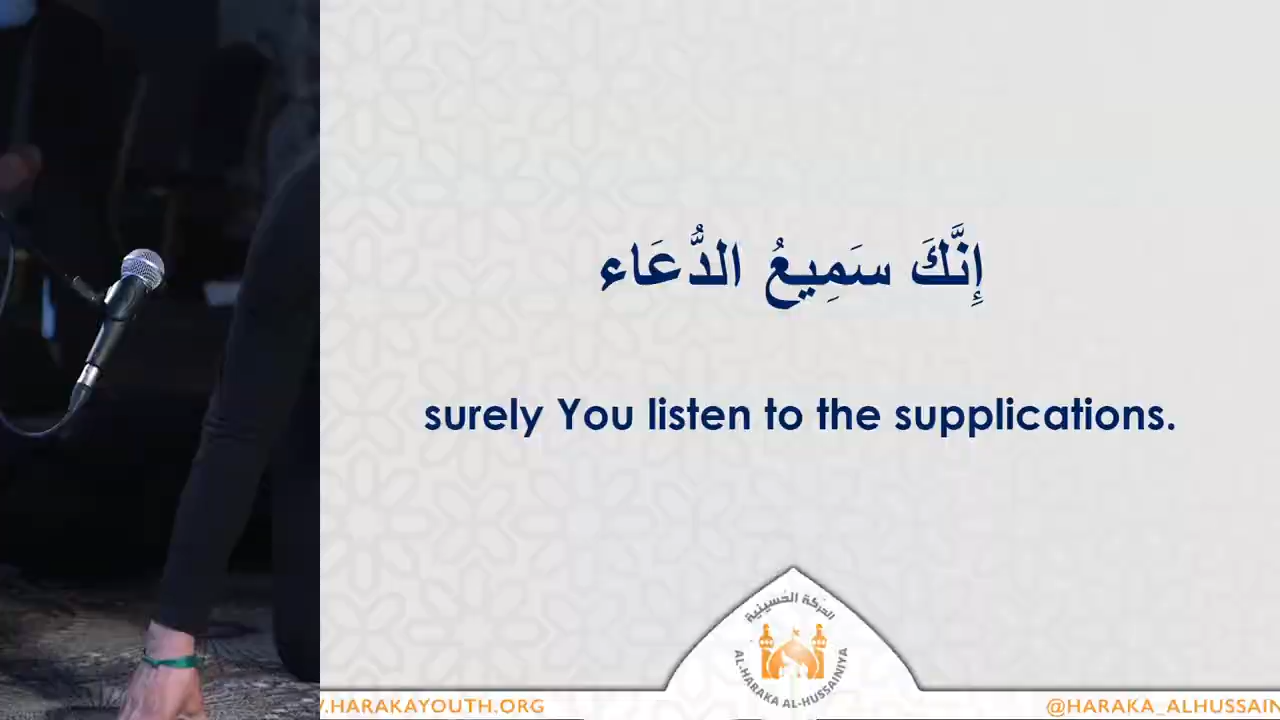 إِنَّكَ سَمِيعُ الدُّعَاء
surely You listen to the supplications.
الحركة الحسينية
AL-HARAKA AL-HUSSAINIYA
.HARAKAYOUTH.ORG
@HARAKA_ALHUSSAIN